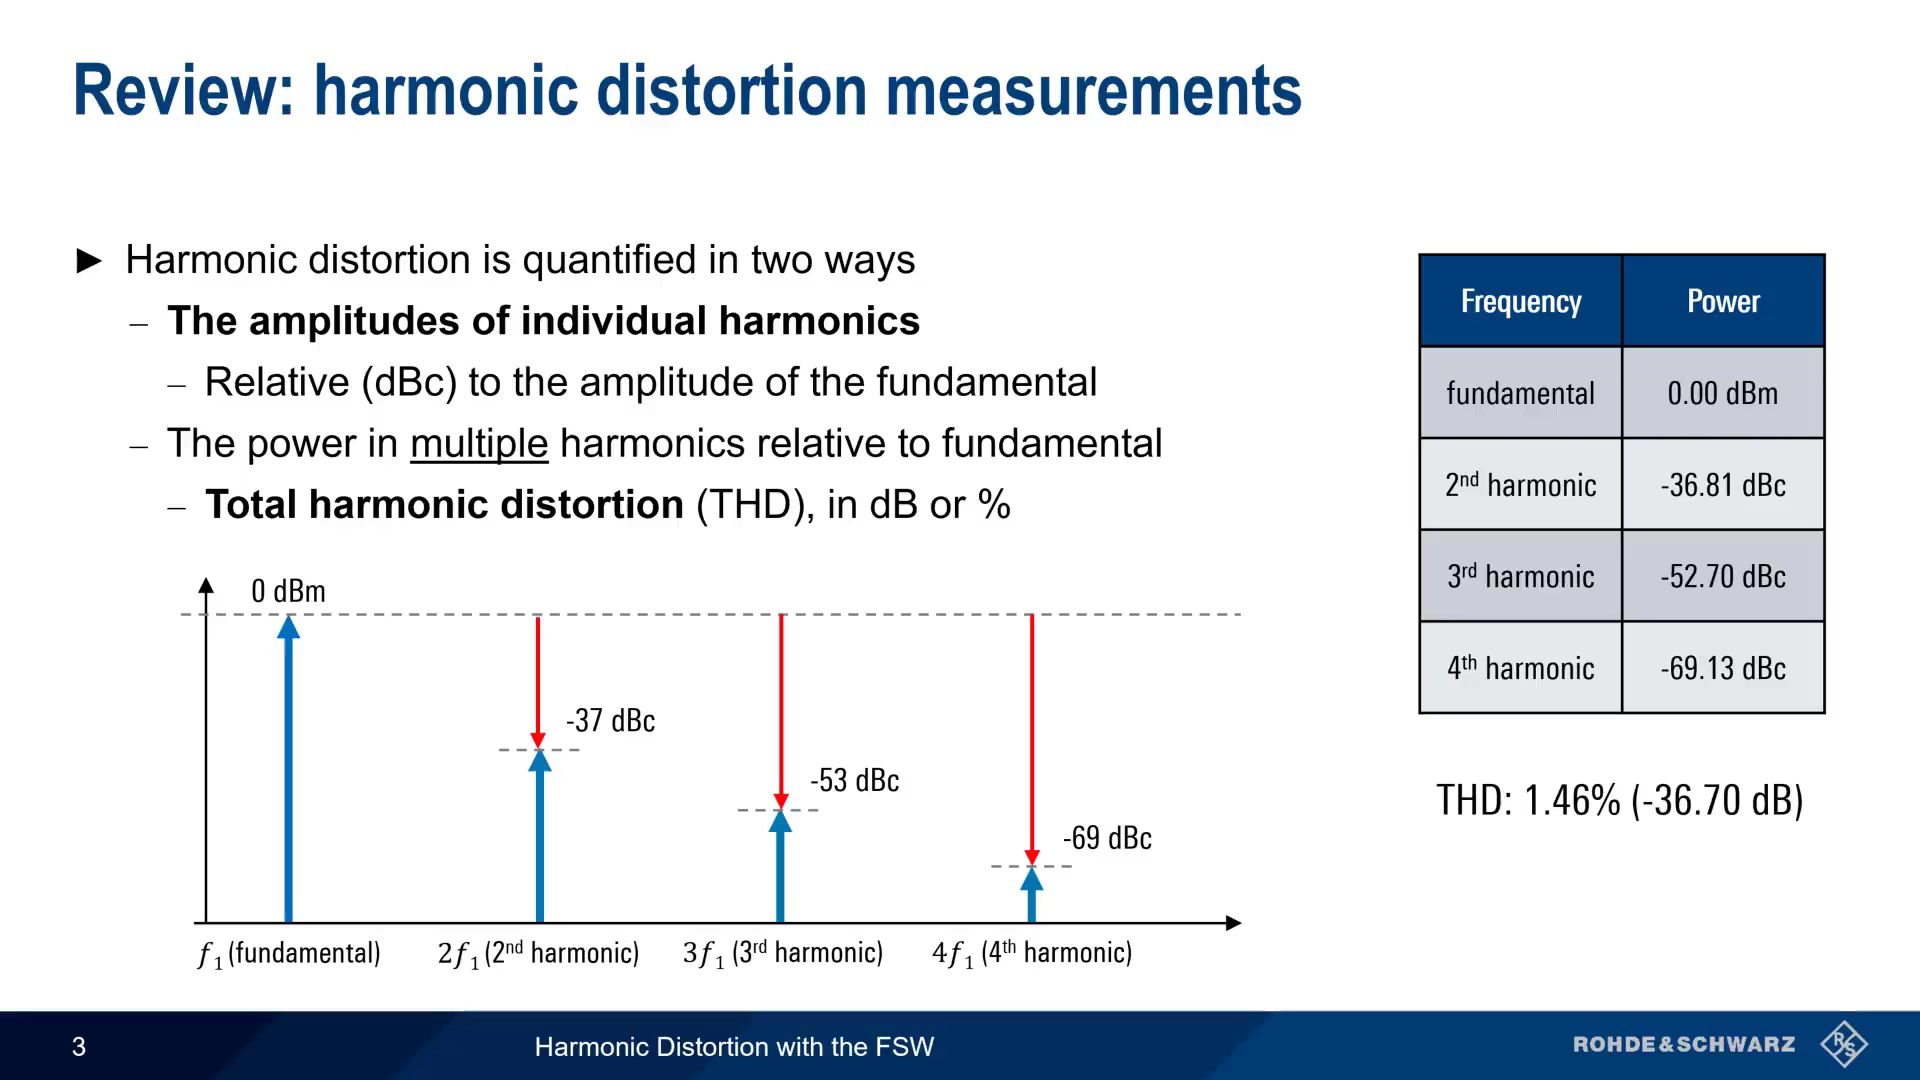 Review: harmonic distortion measurements
► Harmonic distortion is quantified in two ways
– The amplitudes of individual harmonics
– Relative (dBc) to the amplitude of the fundamental
– The power in multiple harmonics relative to fundamental
– Total harmonic distortion (THD), in dB or %
0 dBm
-37 dBc
-53 dBc
-69 dBc
f₁ (fundamental) 2f₁ (2nd harmonic) 3f₁ (3rd harmonic) 4f₁ (4th harmonic)
Frequency Power
fundamental 0.00 dBm
2nd harmonic -36.81 dBc
3rd harmonic -52.70 dBc
4th harmonic -69.13 dBc
THD: 1.46% (-36.70 dB)
3 Harmonic Distortion with the FSW ROHDE&SCHWARZ R&S